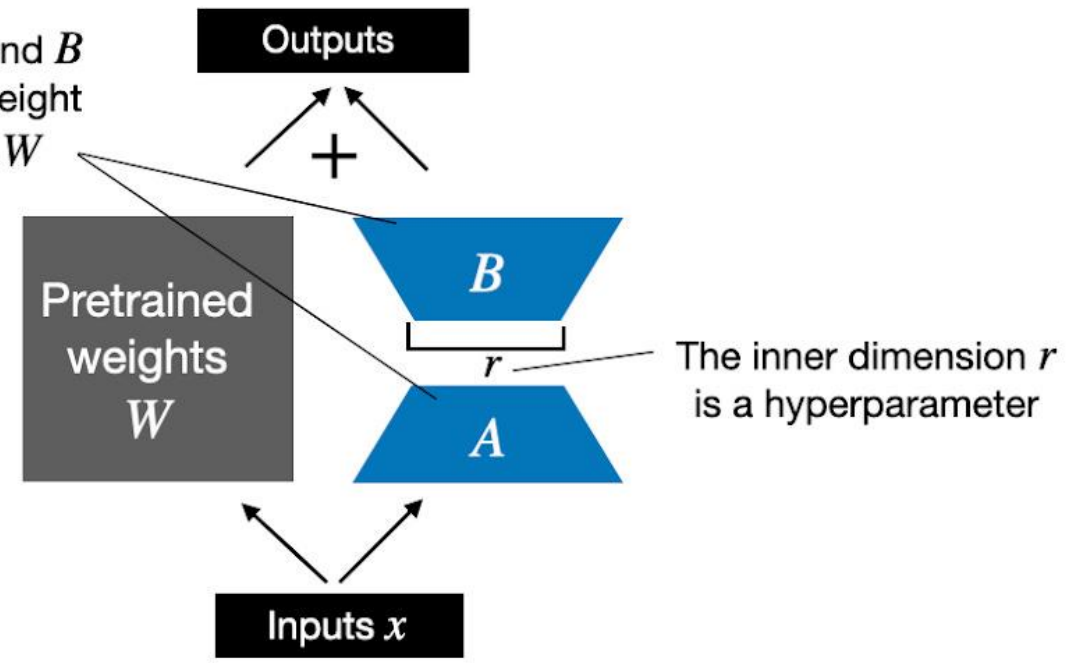 Outputs
nd B
eight
W
+
Pretrained
weights
W
B
r
The inner dimension r
is a hyperparameter
A
Inputs x